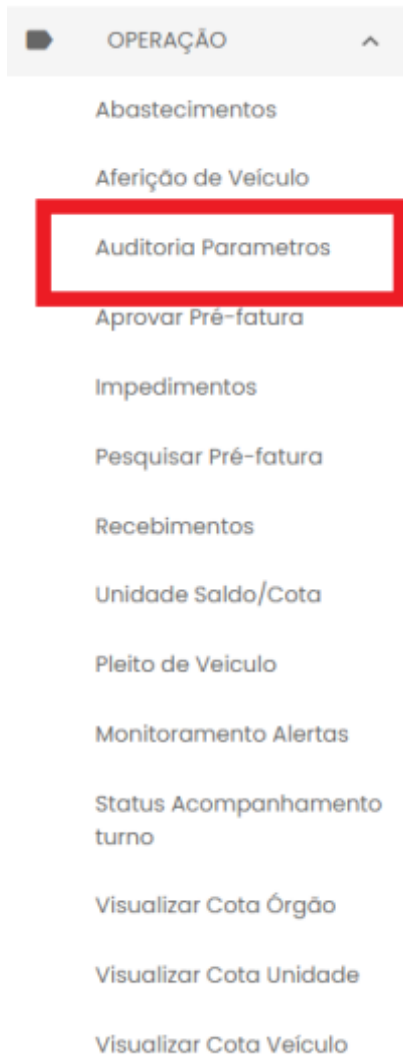 OPERAÇÃO
Abastecimentos
Aferição de Veículo
Auditoria Parametros
Aprovar Pré-fatura
Impedimentos
Pesquisar Pré-fatura
Recebimentos
Unidade Saldo/Cota
Pleito de Veiculo
Monitoramento Alertas
Status Acompanhamento
turno
Visualizar Cota Órgão
Visualizar Cota Unidade
Visualizar Cota Veículo